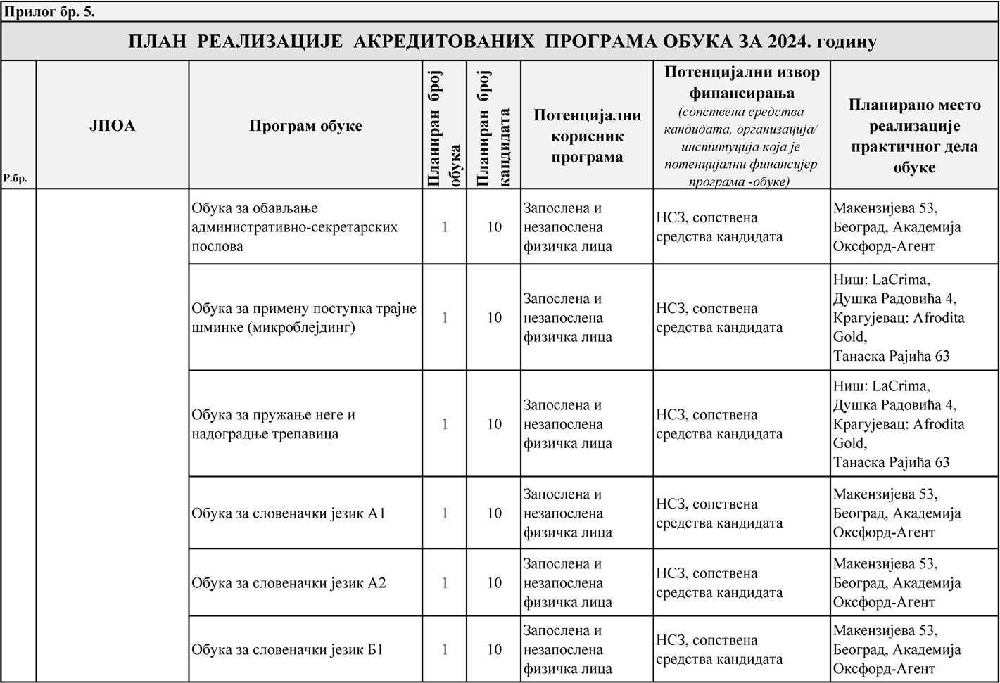 Прилог бр. 5.
ПЛАН РЕАЛИЗАЦИЈЕ АКРЕДИТОВАНИХ ПРОГРАМА ОБУКА ЗА 2024. годину
Р.бр.
ЈПОА
Програм обуке
Планиран број
обука
Планиран број
кандидата
Потенцијални
корисник
програма
Потенцијални извор
финансирања
(сопствена средства
кандидата, организација/
институција која је
потенцијални финансијер
програма -обуке)
Планирано место
реализације
практичног дела
обуке
Обука за обављање
административно-секретарских
послова
1
10
Запослена и
незапослена
физичка лица
НСЗ, сопствена
средства кандидата
Макензијева 53,
Београд, Академија
Оксфорд-Агент
Обука за примену поступка трајне
шминке (микроблејдинг)
1
10
Запослена и
незапослена
физичка лица
НСЗ, сопствена
средства кандидата
Ниш: LaCrima,
Душка Радовића 4,
Крагујевац: Afrodita
Gold,
Танаска Рајића 63
Обука за пружање неге и
надоградње трепавица
1
10
Запослена и
незапослена
физичка лица
НСЗ, сопствена
средства кандидата
Ниш: LaCrima,
Душка Радовића 4,
Крагујевац: Afrodita
Gold,
Танаска Рајића 63
Обука за словеначки језик А1
1
10
Запослена и
незапослена
физичка лица
НСЗ, сопствена
средства кандидата
Макензијева 53,
Београд, Академија
Оксфорд-Агент
Обука за словеначки језик А2
1
10
Запослена и
незапослена
физичка лица
НСЗ, сопствена
средства кандидата
Макензијева 53,
Београд, Академија
Оксфорд-Агент
Обука за словеначки језик Б1
1
10
Запослена и
незапослена
физичка лица
НСЗ, сопствена
средства кандидата
Макензијева 53,
Београд, Академија
Оксфорд-Агент